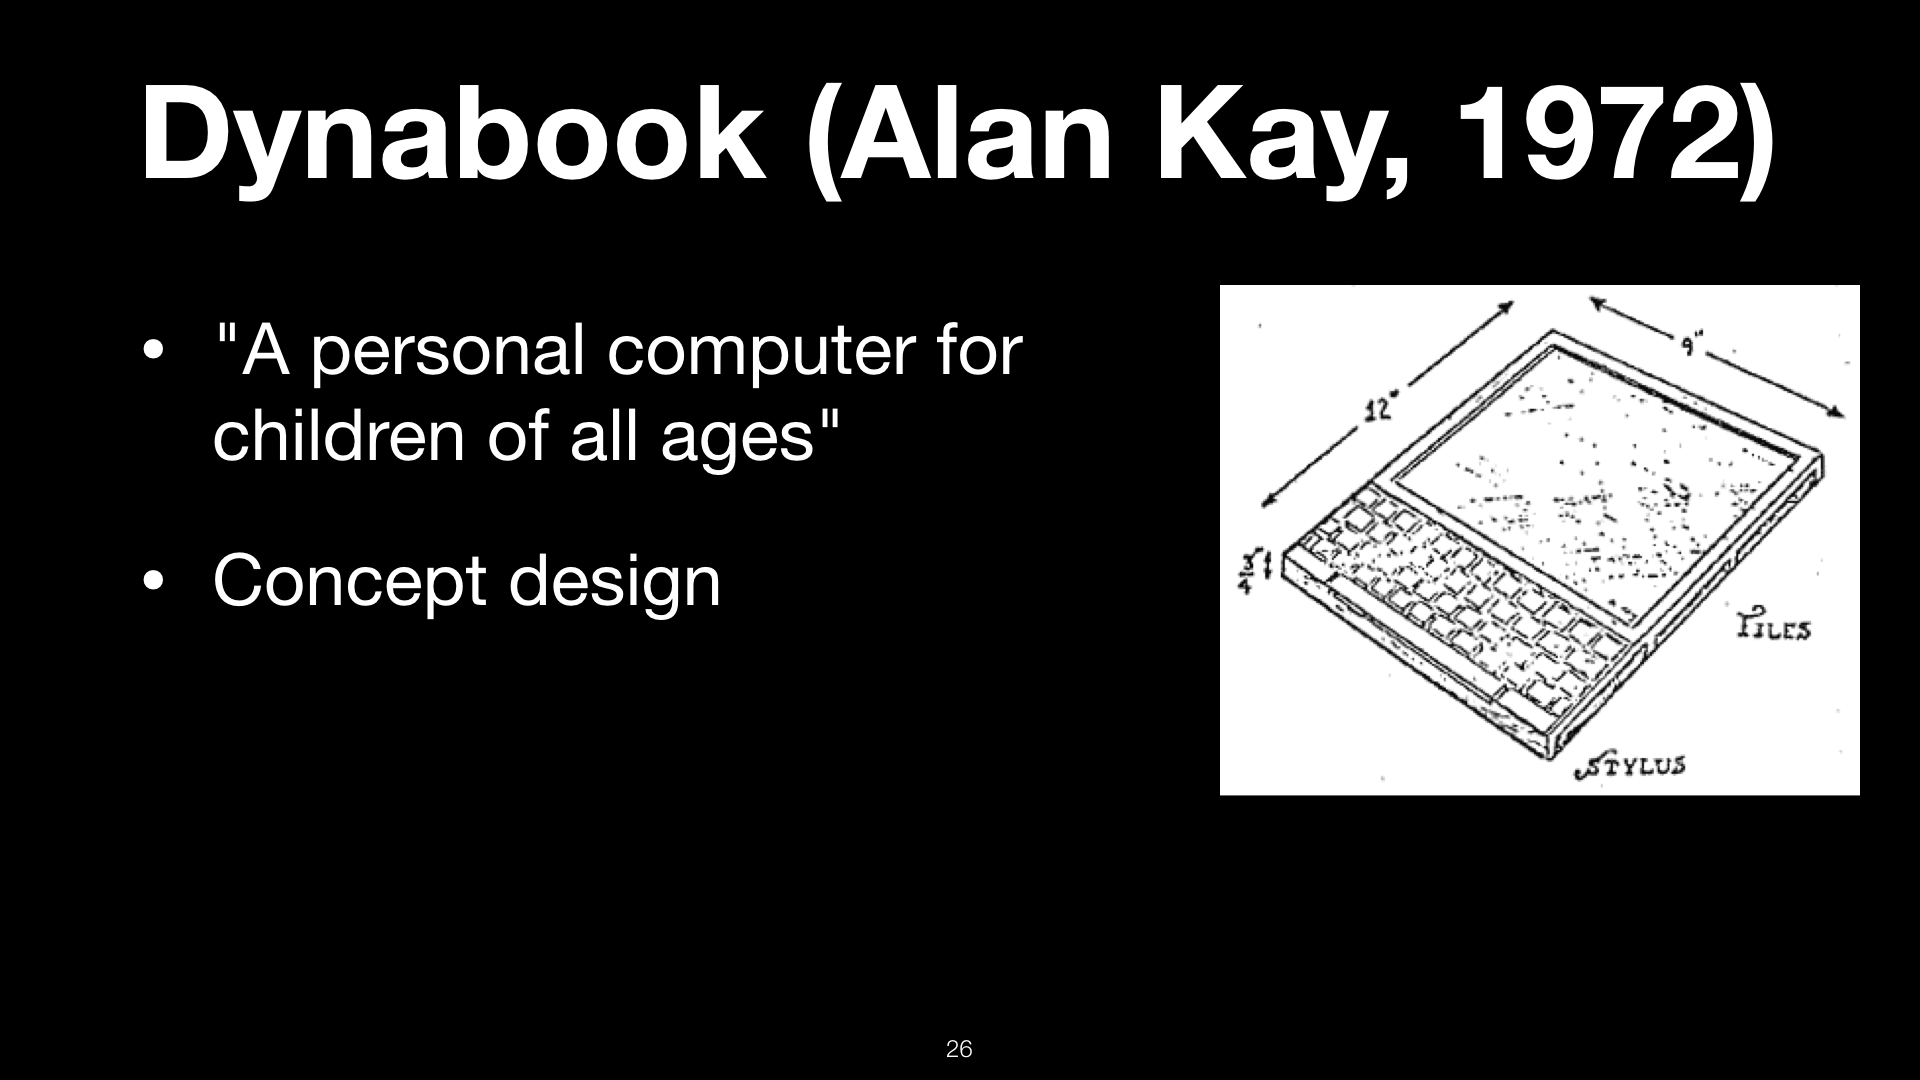 Dynabook (Alan Kay, 1972)
• "A personal computer for
children of all ages"
• Concept design
12"
9"
3/4"
FILES
STYLUS
26